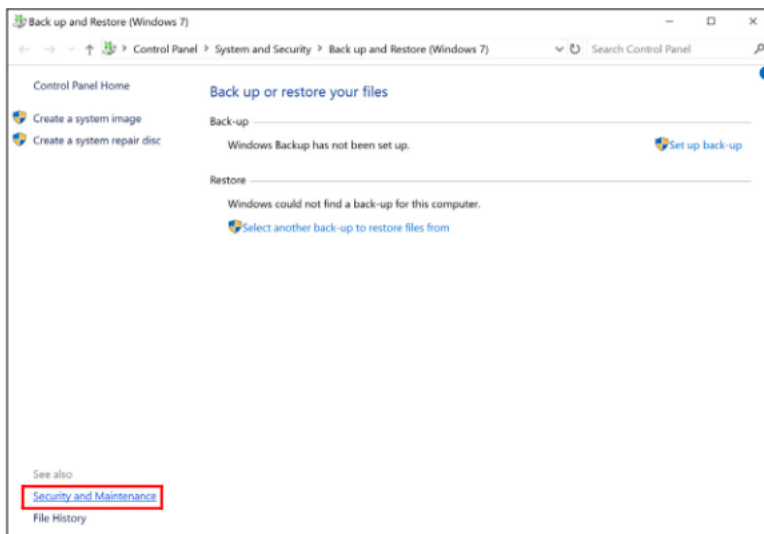 Back up and Restore (Windows 7)
Control Panel > System and Security > Back up and Restore (Windows 7) Search Control Panel
Control Panel Home
Create a system image
Create a system repair disc
Back up or restore your files
Back-up
Windows Backup has not been set up. Set up back-up
Restore
Windows could not find a back-up for this computer.
Select another back-up to restore files from
See also
Security and Maintenance
File History